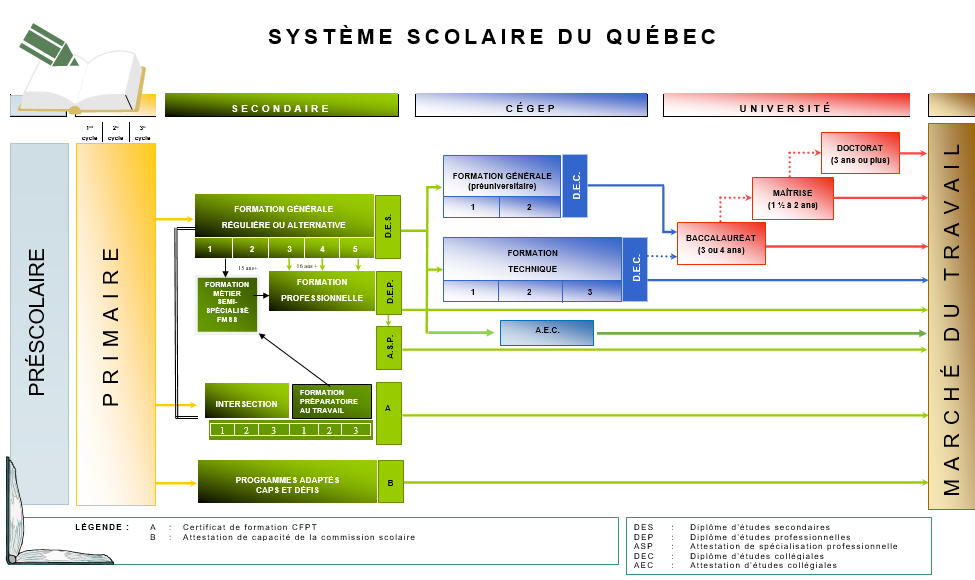 SYSTÈME SCOLAIRE DU QUÉBEC
SECONDAIRE
CÉGEP
UNIVERSITÉ
1er cycle
2e cycle
3e cycle
PRÉSCOLAIRE
PRIMAIRE
FORMATION GÉNÉRALE
RÉGULIÈRE OU ALTERNATIVE
1 2 3 4 5
D.E.S.
15 ans+
16 ans +
FORMATION
MÉTIER
SEMI-
SPÉCIALISÉ
FMSS
FORMATION
PROFESSIONNELLE
D.E.P.
A.S.P.
INTERSECTION
FORMATION
PRÉPARATOIRE
AU TRAVAIL
1 2 3 1 2 3
A
PROGRAMMES ADAPTÉS
CAPS ET DÉFIS
B
FORMATION GÉNÉRALE
(préuniversitaire)
1 2
D.E.C.
FORMATION
TECHNIQUE
1 2 3
D.E.C.
A.E.C.
BACCALAURÉAT
(3 ou 4 ans)
MAÎTRISE
(1 ½ à 2 ans)
DOCTORAT
(3 ans ou plus)
MARCHÉ DU TRAVAIL
LÉGENDE : A : Certificat de formation CFPT
B : Attestation de capacité de la commission scolaire
DES : Diplôme d'études secondaires
DEP : Diplôme d'études professionnelles
ASP : Attestation de spécialisation professionnelle
DEC : Diplôme d'études collégiales
AEC : Attestation d'études collégiales